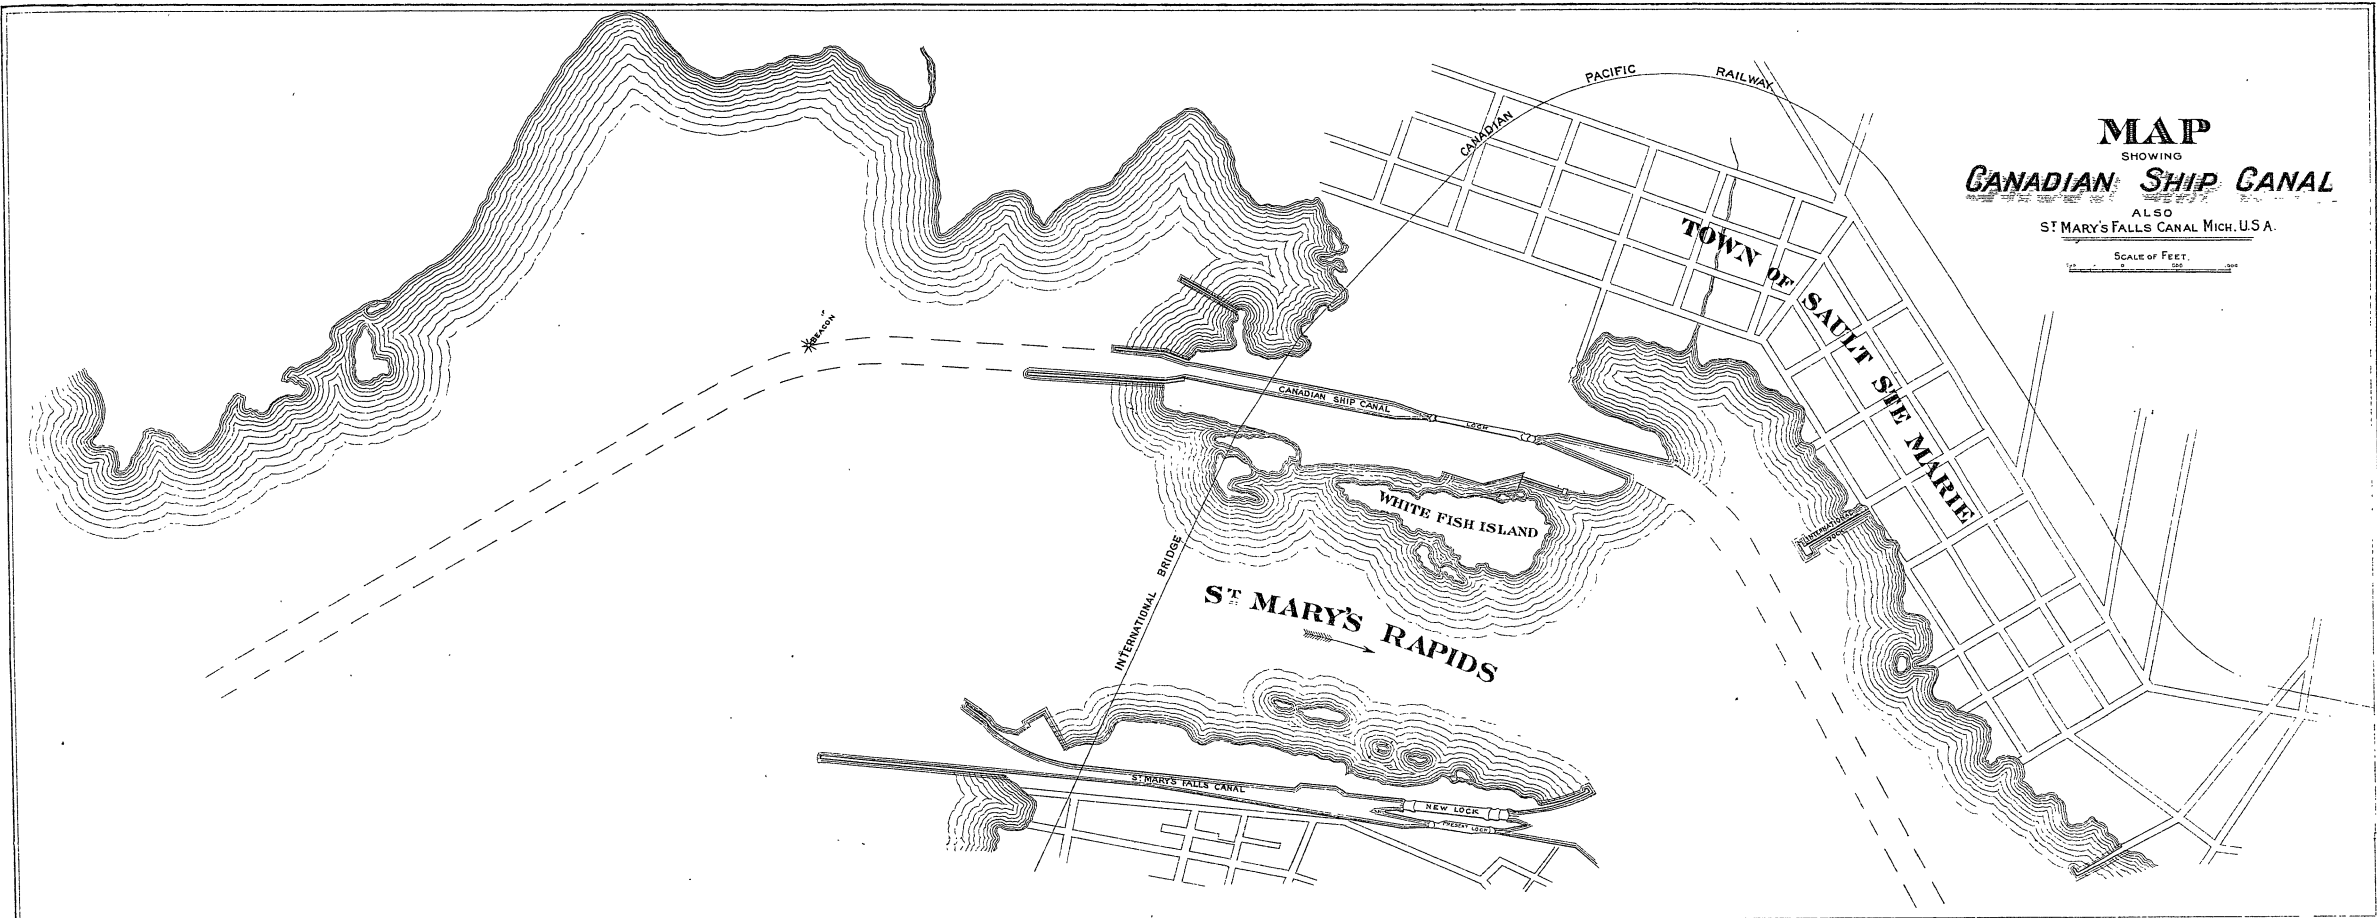 MAP
SHOWING
CANADIAN SHIP CANAL
ALSO
ST MARY'S FALLS CANAL MICH. U.S A.
SCALE OF FEET.
CANADIAN PACIFIC RAILWAY
TOWN OF SAULT STE MARIE
BEACON
CANADIAN SHIP CANAL
LOCK
WHITE FISH ISLAND
INTERNATIONAL
DOCK
INTERNATIONAL BRIDGE
ST MARY'S RAPIDS
ST MARY'S FALLS CANAL
NEW LOCK
PRESENT LOCK